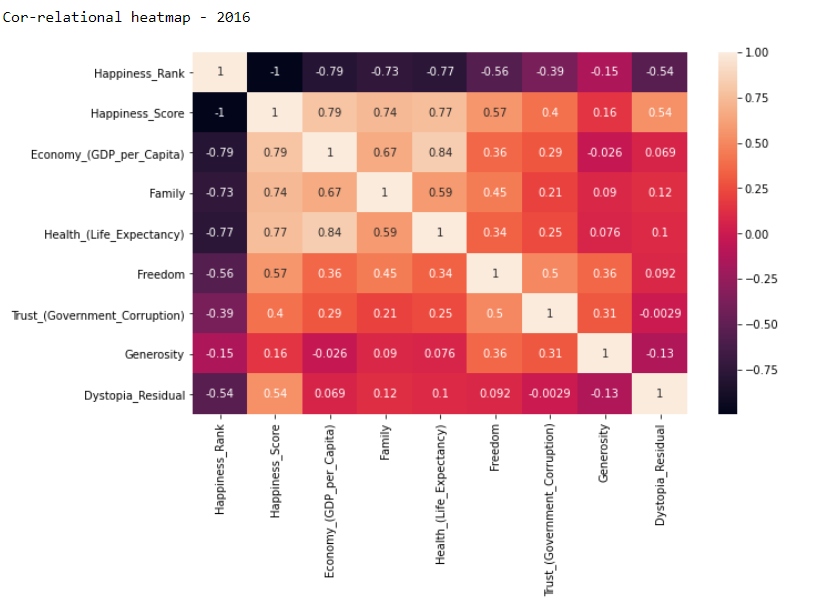 Cor-relational heatmap - 2016
Happiness_Rank 1 -1 -0.79 -0.73 -0.77 -0.56 -0.39 -0.15 -0.54
Happiness_Score -1 1 0.79 0.74 0.77 0.57 0.4 0.16 0.54
Economy_(GDP_per_Capita) -0.79 0.79 1 0.67 0.84 0.36 0.29 -0.026 0.069
Family -0.73 0.74 0.67 1 0.59 0.45 0.21 0.09 0.12
Health_(Life_Expectancy) -0.77 0.77 0.84 0.59 1 0.34 0.25 0.076 0.1
Freedom -0.56 0.57 0.36 0.45 0.34 1 0.5 0.36 0.092
Trust_(Government_Corruption) -0.39 0.4 0.29 0.21 0.25 0.5 1 0.31 -0.0029
Generosity -0.15 0.16 -0.026 0.09 0.076 0.36 0.31 1 -0.13
Dystopia_Residual -0.54 0.54 0.069 0.12 0.1 0.092 -0.0029 -0.13 1
Happiness_Rank
Happiness_Score
Economy_(GDP_per_Capita)
Family
Health_(Life_Expectancy)
Freedom
Trust_(Government_Corruption)
Generosity
Dystopia_Residual
1.00
0.75
0.50
0.25
0.00
−0.25
−0.50
−0.75